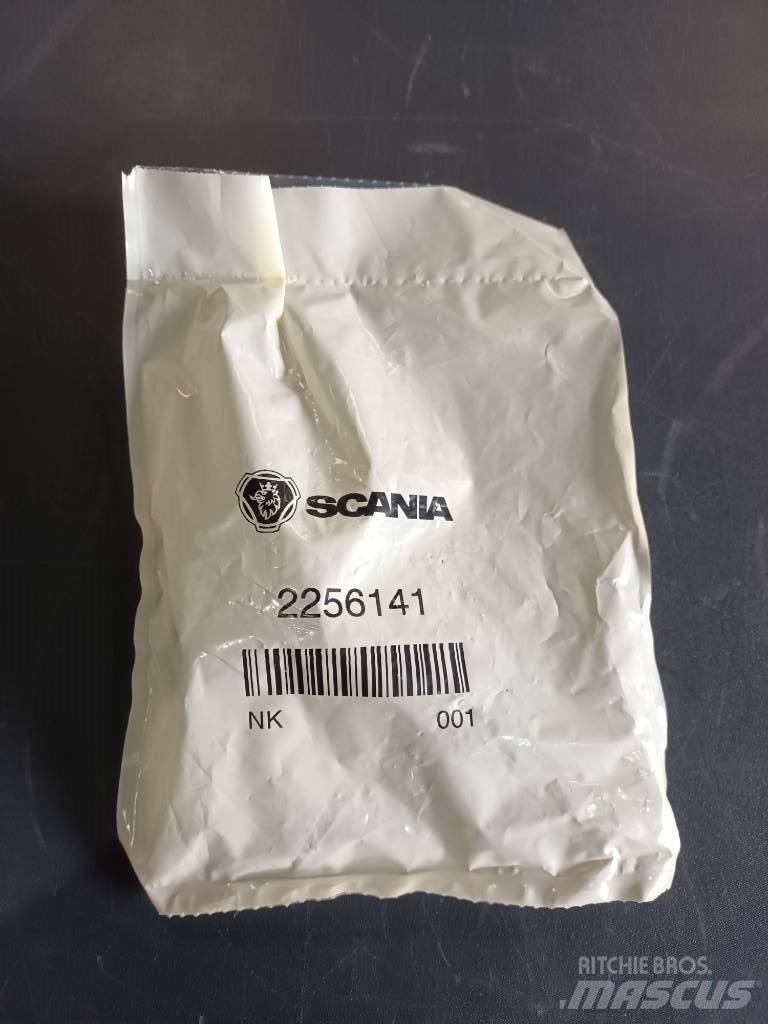 SCANIA
2256141
NK 001
RITCHIE BROS.
MASCUS